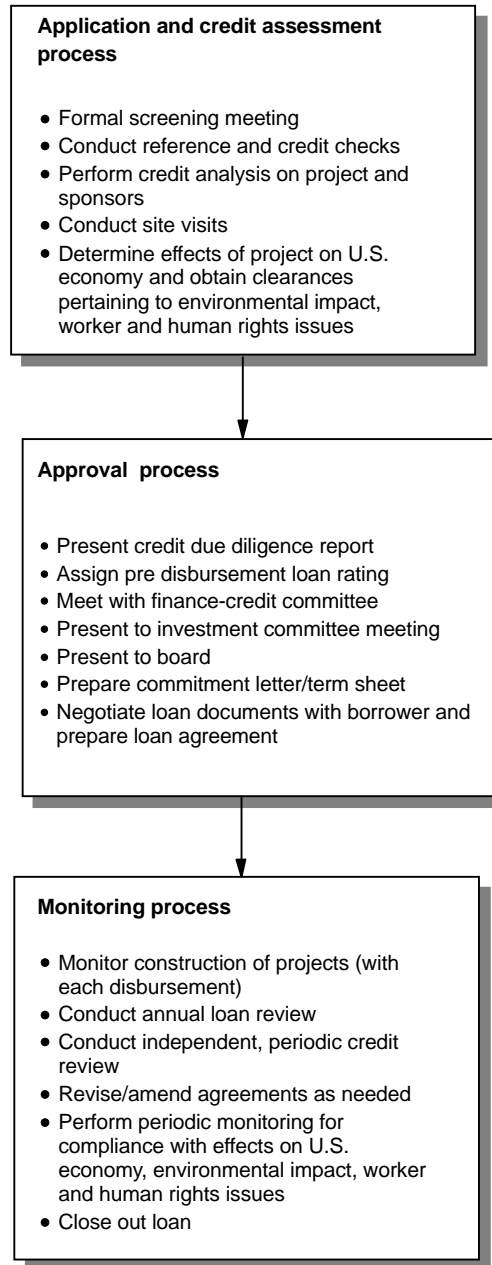 Application and credit assessment
process
• Formal screening meeting
• Conduct reference and credit checks
• Perform credit analysis on project and
sponsors
• Conduct site visits
• Determine effects of project on U.S.
economy and obtain clearances
pertaining to environmental impact,
worker and human rights issues
Approval process
• Present credit due diligence report
• Assign pre disbursement loan rating
• Meet with finance-credit committee
• Present to investment committee meeting
• Present to board
• Prepare commitment letter/term sheet
• Negotiate loan documents with borrower and
prepare loan agreement
Monitoring process
• Monitor construction of projects (with
each disbursement)
• Conduct annual loan review
• Conduct independent, periodic credit
review
• Revise/amend agreements as needed
• Perform periodic monitoring for
compliance with effects on U.S.
economy, environmental impact, worker
and human rights issues
• Close out loan